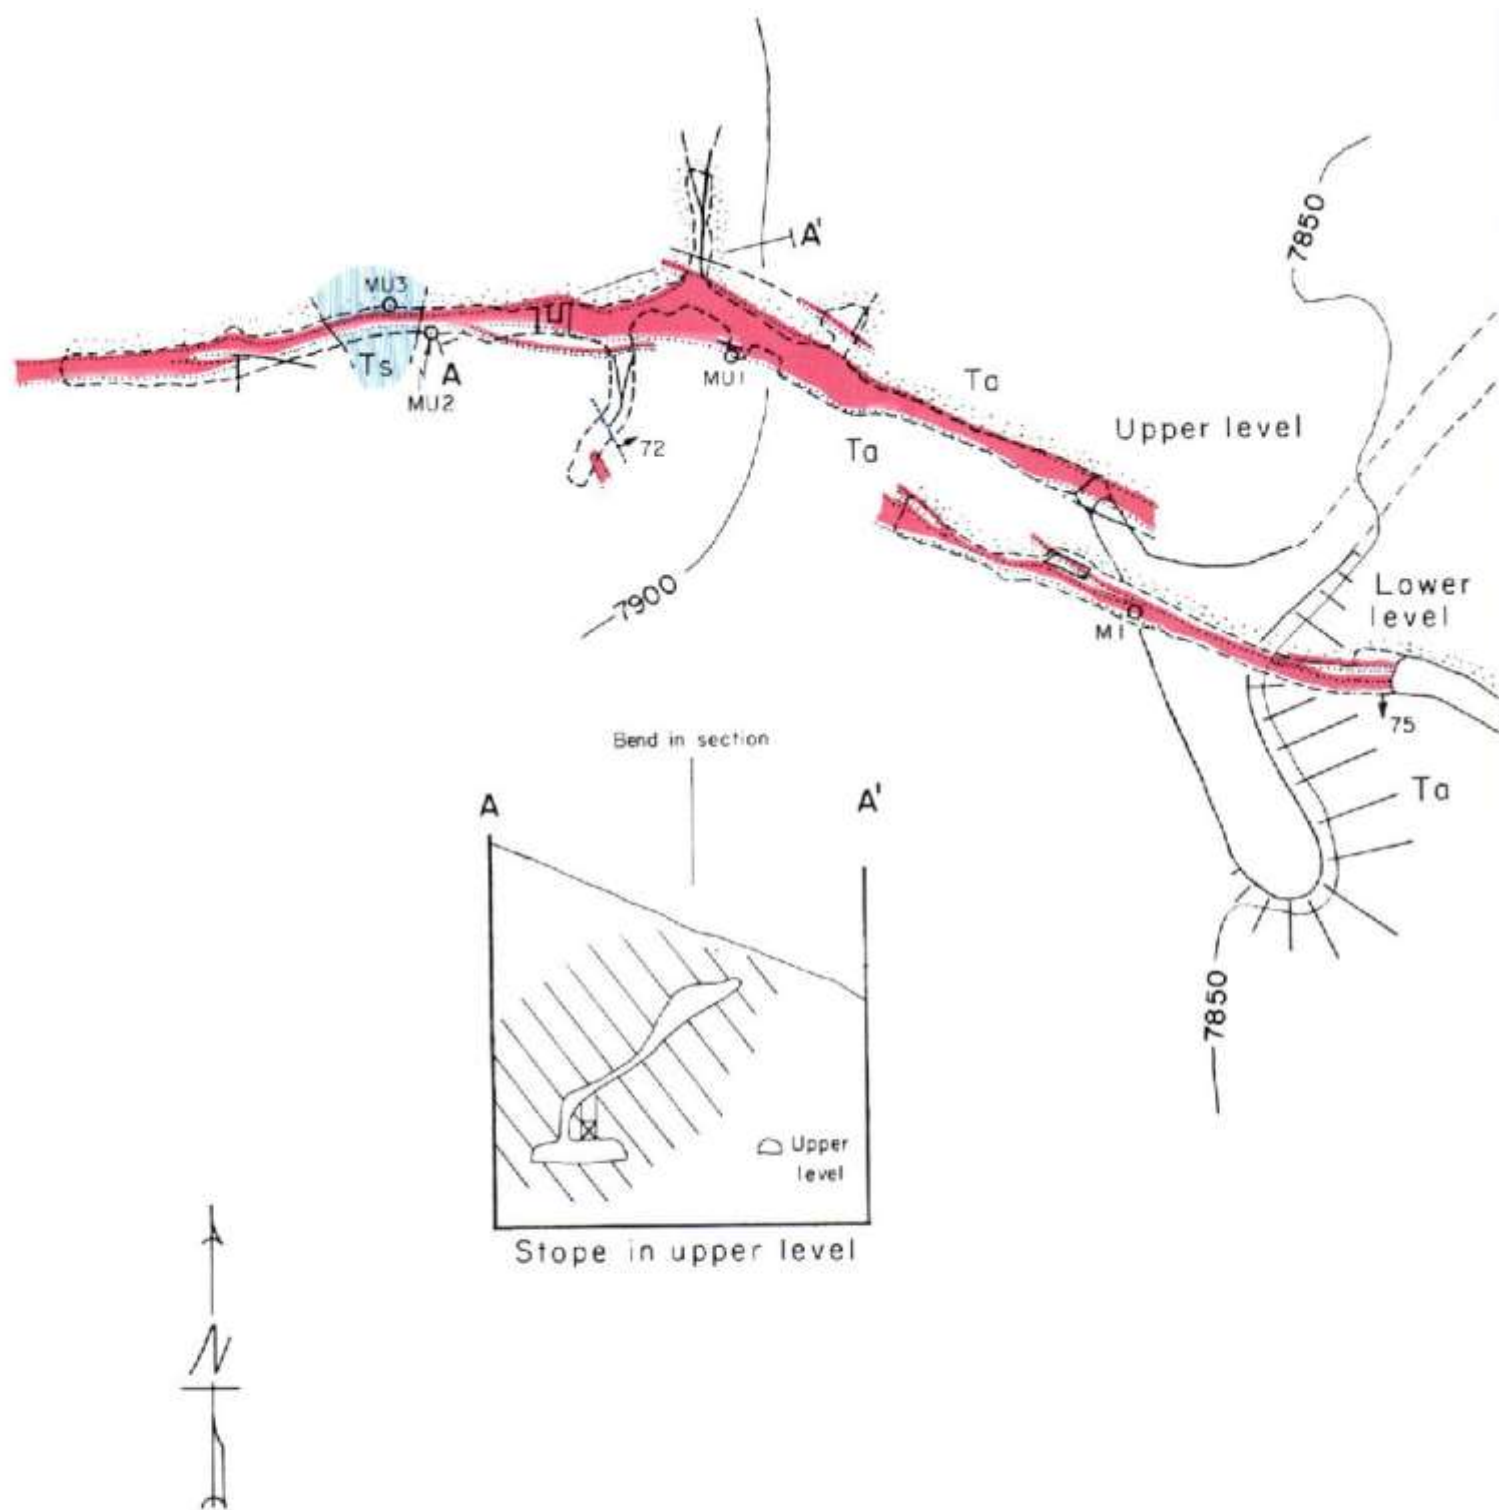 7850
A'
MU3
Ts
A
MU2
MU1
Ta
Upper level
Ta
72
7900
Lower
level
M1
75
Bend in section
A
A'
Ta
7850
Upper
level
Stope in upper level
N